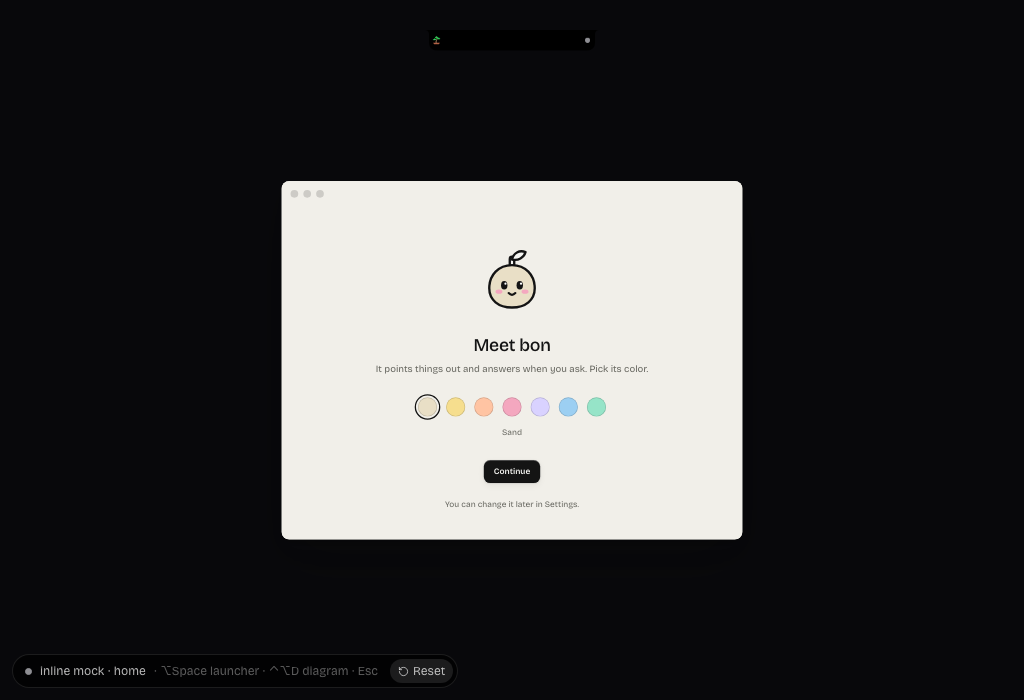 Meet bon
It points things out and answers when you ask. Pick its color.
Sand
Continue
You can change it later in Settings.
inline mock · home · ⌥Space launcher · ^⌥D diagram · Esc Reset